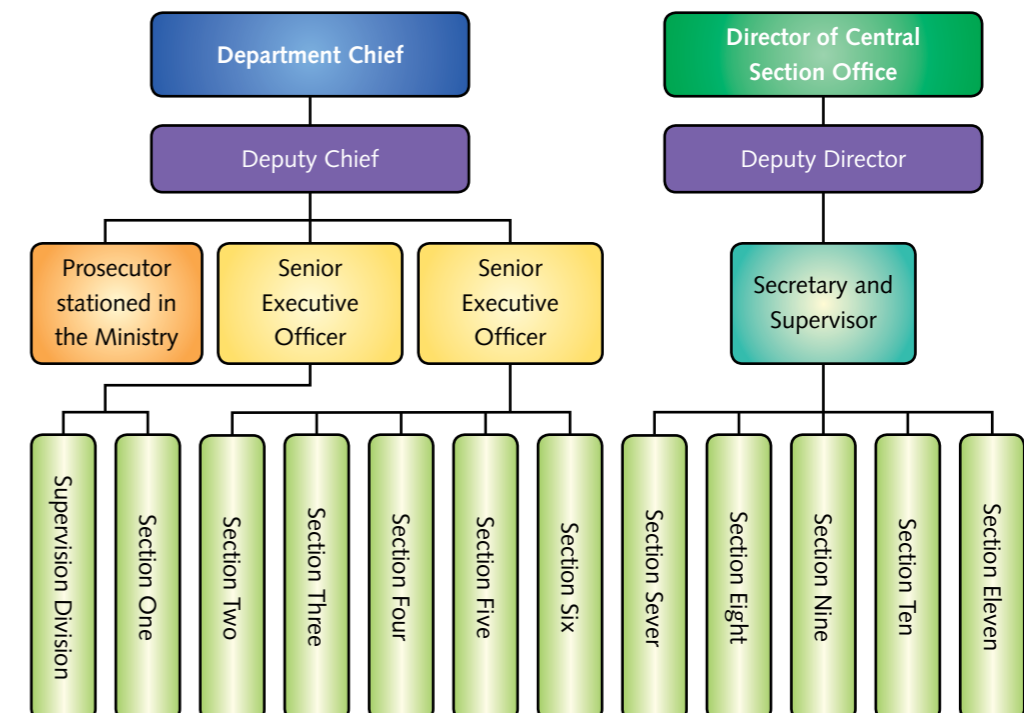 Department Chief
Director of Central
Section Office
Deputy Chief
Deputy Director
Prosecutor
stationed in
the Ministry
Senior
Executive
Officer
Senior
Executive
Officer
Secretary and
Supervisor
Supervision Division
Section One
Section Two
Section Three
Section Four
Section Five
Section Six
Section Sever
Section Eight
Section Nine
Section Ten
Section Eleven